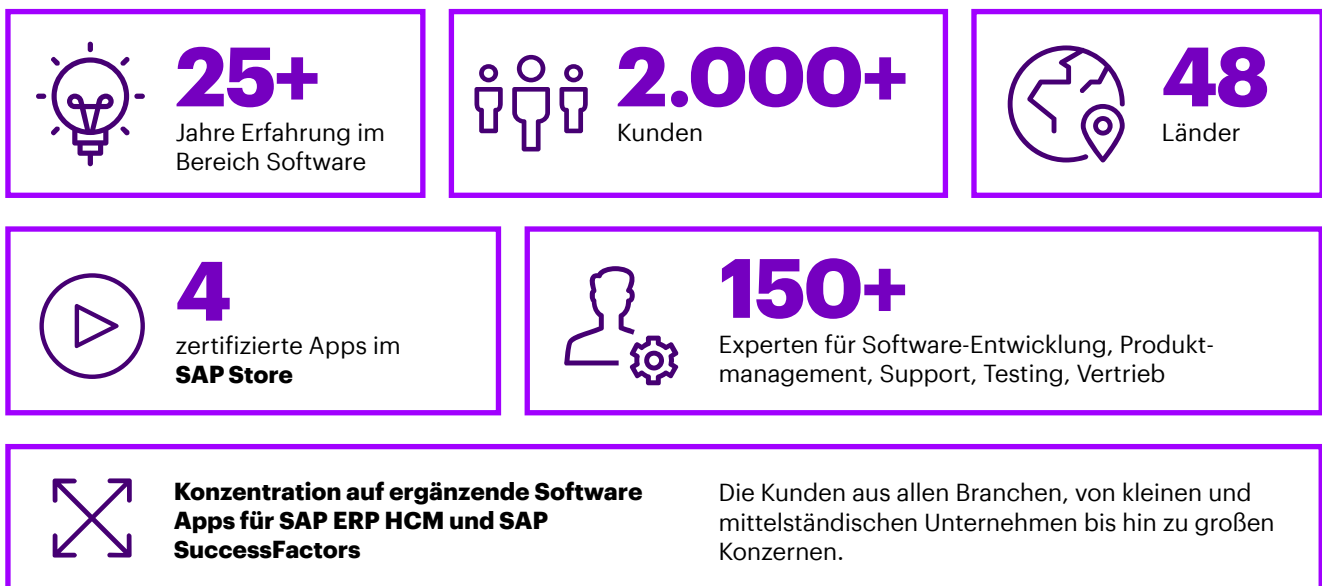 25+
Jahre Erfahrung im
Bereich Software
2.000+
Kunden
48
Länder
4
zertifizierte Apps im
SAP Store
150+
Experten für Software-Entwicklung, Produkt-
management, Support, Testing, Vertrieb
Konzentration auf ergänzende Software
Apps für SAP ERP HCM und SAP
SuccessFactors
Die Kunden aus allen Branchen, von kleinen und
mittelständischen Unternehmen bis hin zu großen
Konzernen.